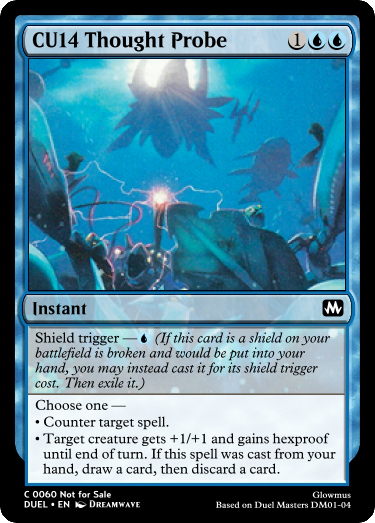 CU14 Thought Probe 1
Instant
Shield trigger — (If this card is a shield on your
battlefield is broken and would be put into your
hand, you may instead cast it for its shield trigger
cost. Then exile it.)
Choose one —
• Counter target spell.
• Target creature gets +1/+1 and gains hexproof
until end of turn. If this spell was cast from your
hand, draw a card, then discard a card.
C 0060 Not for Sale
DUEL • EN Dreamwave
Glowmus
Based on Duel Masters DM01-04